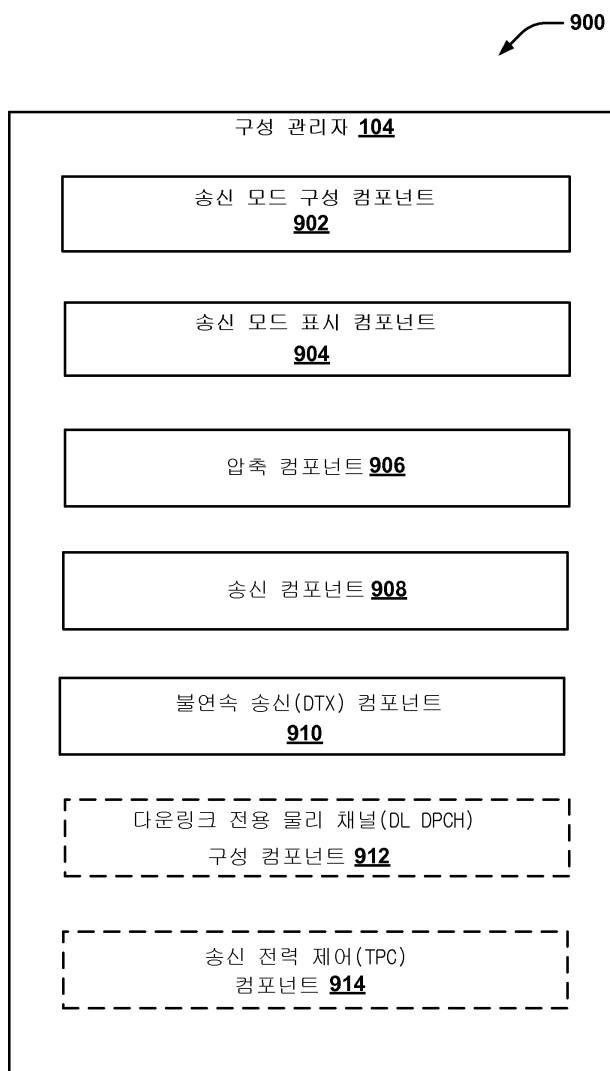 900
구성 관리자 104
송신 모드 구성 컴포넌트
902
송신 모드 표시 컴포넌트
904
압축 컴포넌트 906
송신 컴포넌트 908
불연속 송신(DTX) 컴포넌트
910
다운링크 전용 물리 채널(DL DPCH)
구성 컴포넌트 912
송신 전력 제어(TPC)
컴포넌트 914